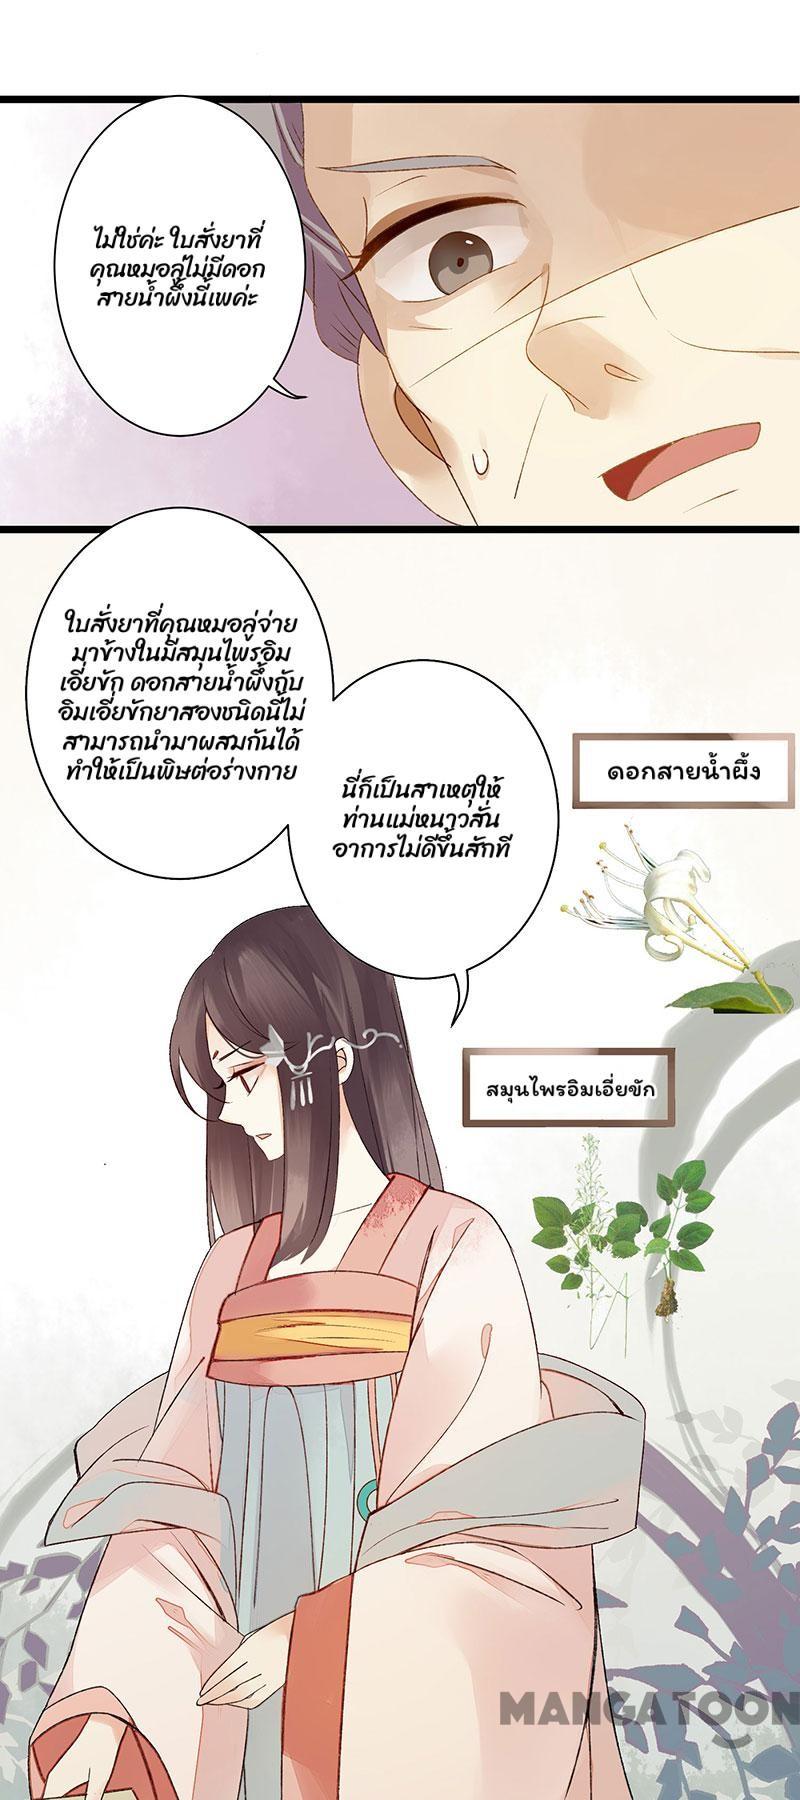 ไม่ใช่ค่ะ ใบสั่งยาที่
คุณหมอลู่ไม่มีดอก
สายน้ำผึ้งนี้เพค่ะ
ใบสั่งยาที่คุณหมอลู่จ่าย
มาข้างในมีสมุนไพรอิม
เอี่ยขัก ดอกสายน้ำผึ้งกับ
อิมเอี่ยขักยาสองชนิดนี้ไม่
สามารถนำมาผสมกันได้
ทำให้เป็นพิษต่อร่างกาย
นี่ก็เป็นสาเหตุให้
ท่านแม่หนาวสั่น
อาการไม่ดีขึ้นสักที
ดอกสายน้ำผึ้ง
สมุนไพรอิมเอี่ยขัก
MANGATOON